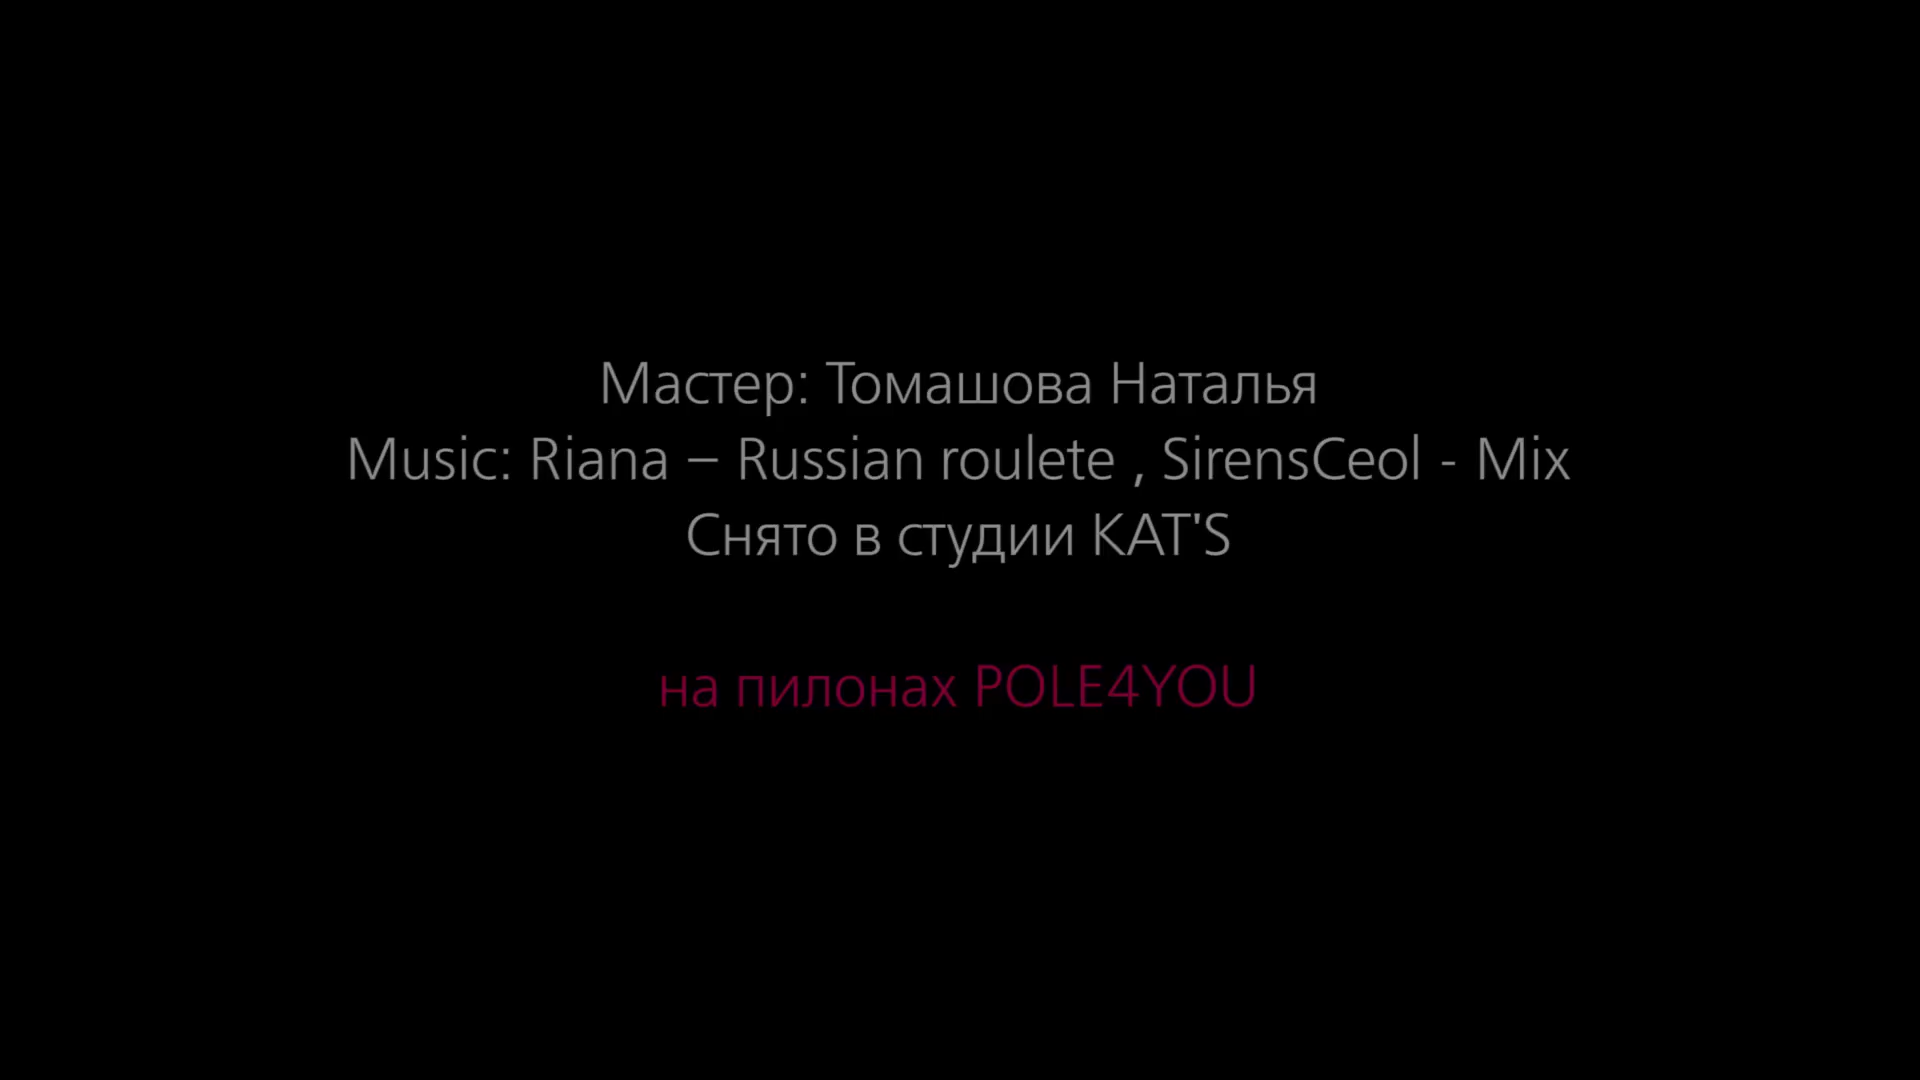 Мастер: Томашова Наталья
Music: Riana – Russian roulete , SirensCeol - Mix
Снято в студии KAT'S
на пилонах POLE4YOU